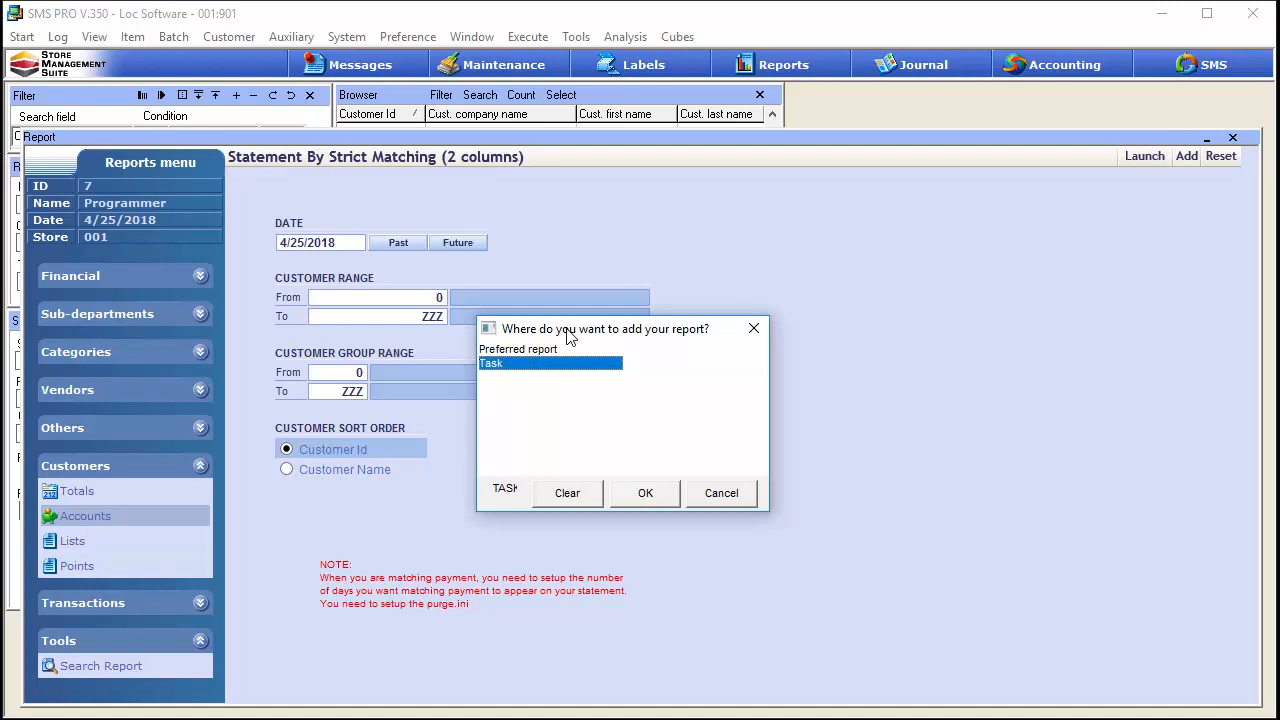 SMS PRO V.350 - Loc Software - 001:901
Start Log View Item Batch Customer Auxiliary System Preference Window Execute Tools Analysis Cubes
STORE MANAGEMENT SUITE
Messages Maintenance Labels Reports Journal Accounting SMS
Filter
Browser Filter Search Count Select
Search field Condition
Customer Id Cust. company name Cust. first name Cust. last name
Report
Reports menu
Statement By Strict Matching (2 columns)
Launch Add Reset
ID 7
Name Programmer
Date 4/25/2018
Store 001
Financial
Sub-departments
Categories
Vendors
Others
Customers
Totals
Accounts
Lists
Points
Transactions
Tools
Search Report
DATE
4/25/2018 Past Future
CUSTOMER RANGE
From 0
To ZZZ
CUSTOMER GROUP RANGE
From 0
To ZZZ
CUSTOMER SORT ORDER
Customer Id
Customer Name
NOTE:
When you are matching payment, you need to setup the number
of days you want matching payment to appear on your statement.
You need to setup the purge.ini
Where do you want to add your report?
Preferred report
Task
TASK Clear OK Cancel